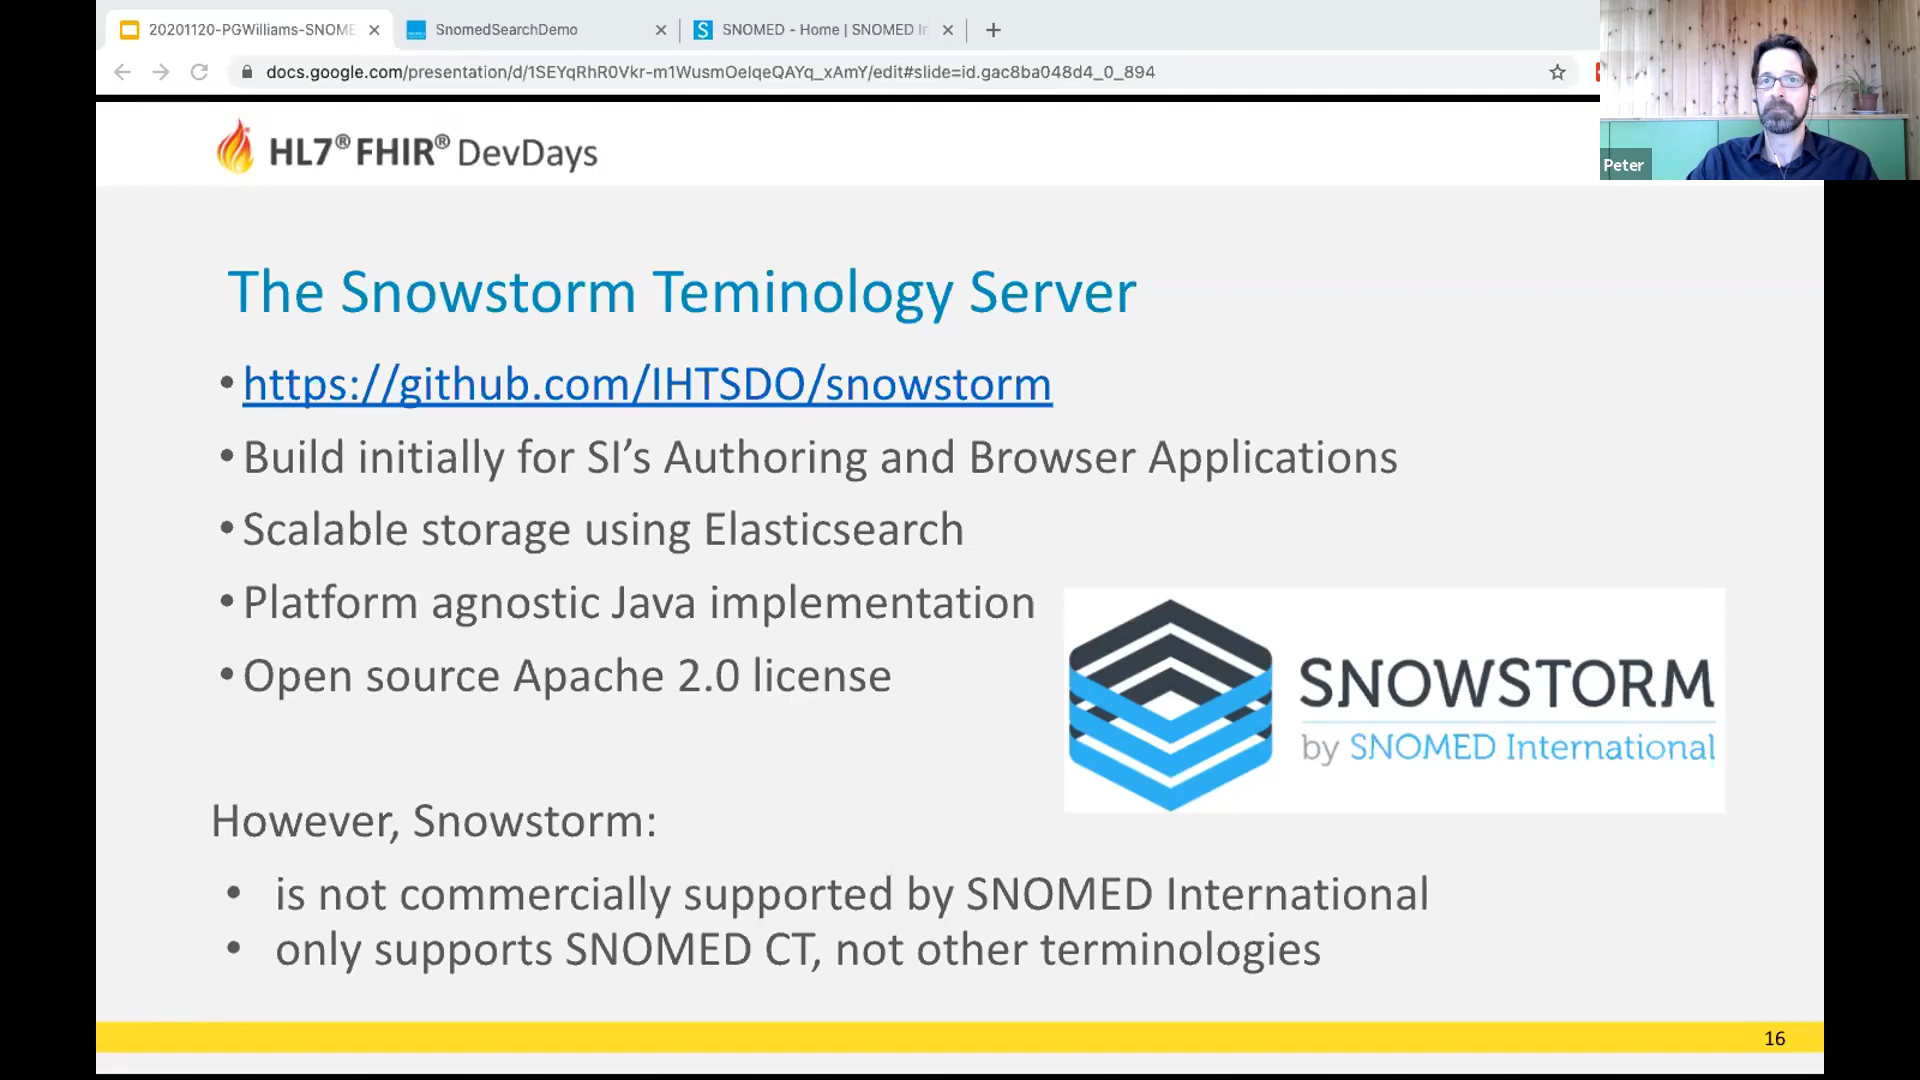 20201120-PGWilliams-SNOME
SnomedSearchDemo
SNOMED - Home | SNOMED In
docs.google.com/presentation/d/1SEYqRhR0Vkr-m1WusmOelqeQAYq_xAmY/edit#slide=id.gac8ba048d4_0_894
HL7® FHIR® DevDays
Peter
The Snowstorm Teminology Server
• https://github.com/IHTSDO/snowstorm
• Build initially for SI's Authoring and Browser Applications
• Scalable storage using Elasticsearch
• Platform agnostic Java implementation
• Open source Apache 2.0 license
SNOWSTORM
by SNOMED International
However, Snowstorm:
• is not commercially supported by SNOMED International
• only supports SNOMED CT, not other terminologies
16